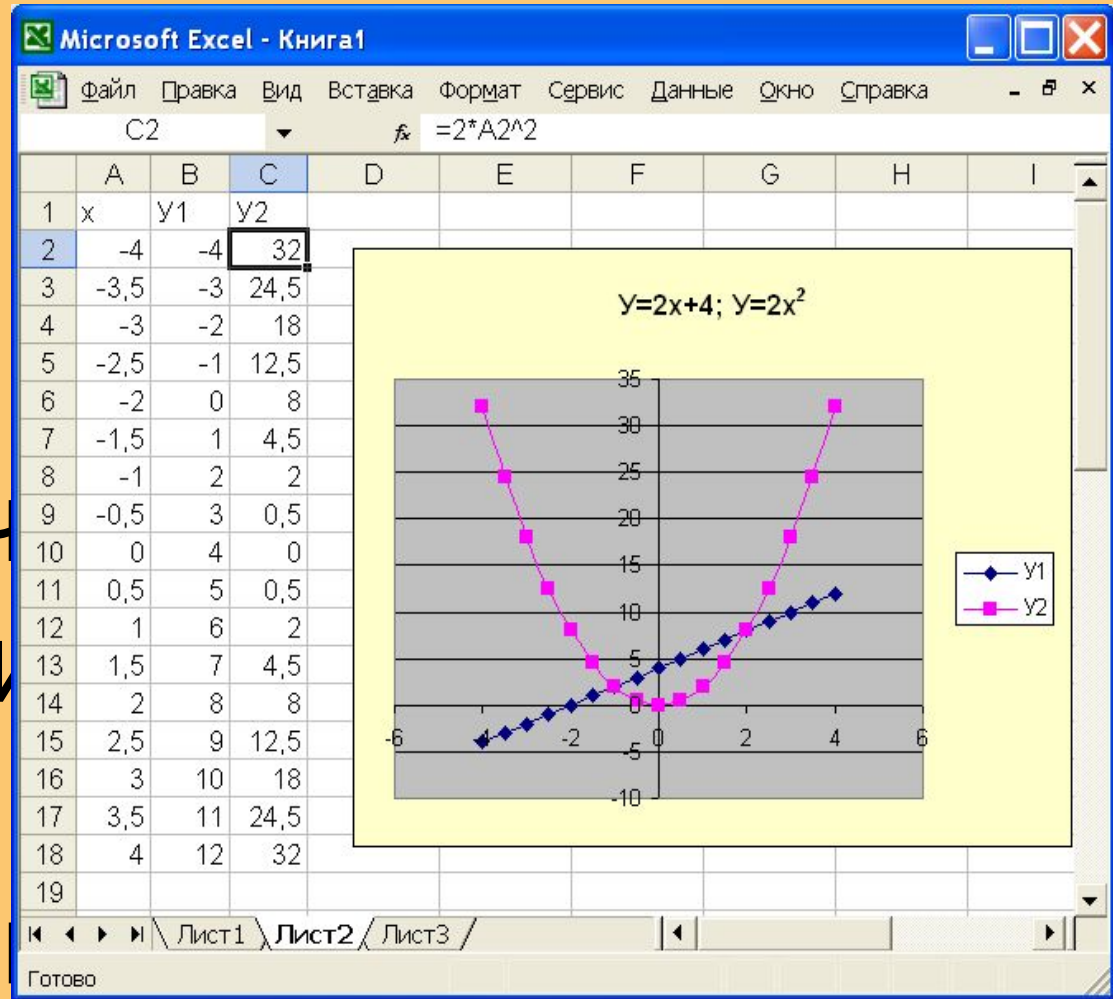 Microsoft Excel - Книга1
Файл Правка Вид Вставка Формат Сервис Данные Окно Справка
C2 fx =2*A2^2
A B C D E F G H I
1 x У1 У2
2 -4 -4 32
3 -3,5 -3 24,5
4 -3 -2 18
5 -2,5 -1 12,5
6 -2 0 8
7 -1,5 1 4,5
8 -1 2 2
9 -0,5 3 0,5
10 0 4 0
11 0,5 5 0,5
12 1 6 2
13 1,5 7 4,5
14 2 8 8
15 2,5 9 12,5
16 3 10 18
17 3,5 11 24,5
18 4 12 32
19
У=2x+4; У=2x²
35
30
25
20
15
10
5
0
-5
-10
-6 -4 -2 0 2 4 6
У1
У2
Лист1 Лист2 Лист3
Готово